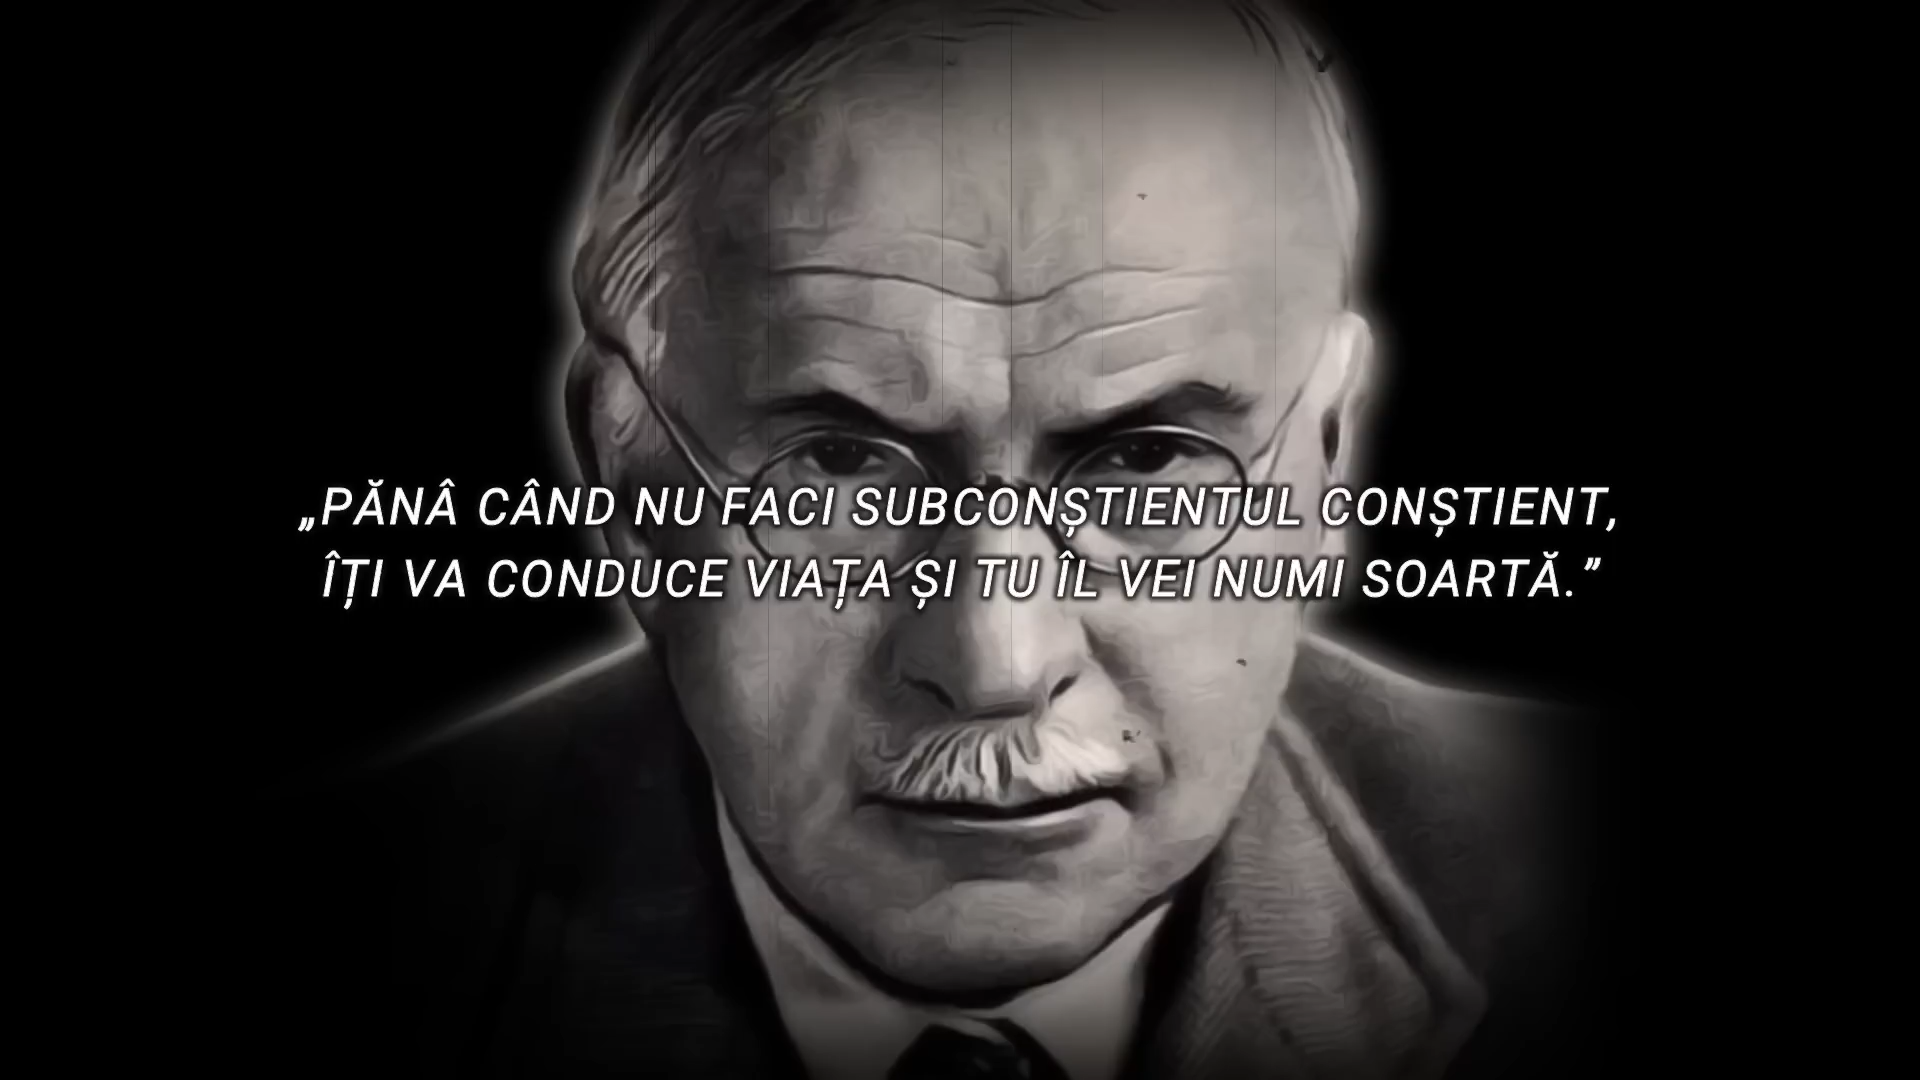 „PĂNÂ CÂND NU FACI SUBCONȘTIENTUL CONȘTIENT,
ÎȚI VA CONDUCE VIAȚA ȘI TU ÎL VEI NUMI SOARTĂ.”